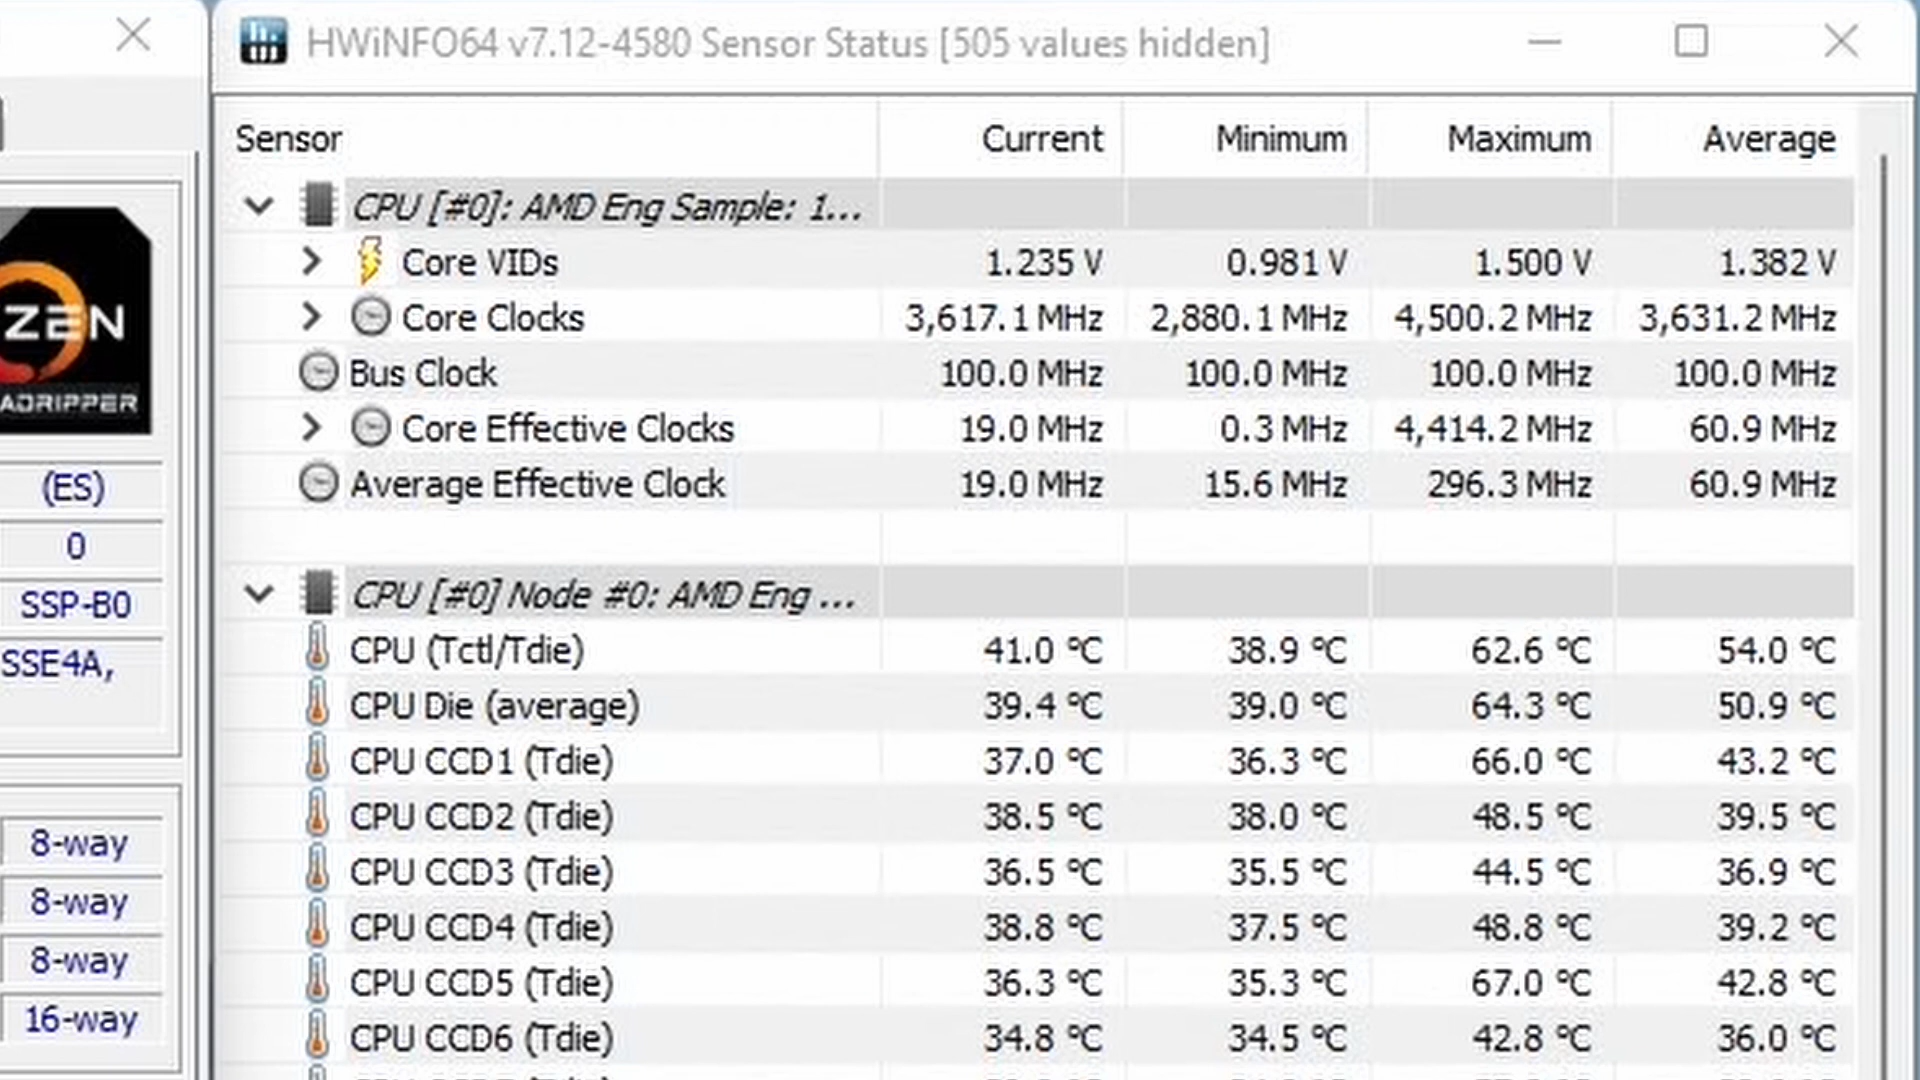 HWiNFO64 v7.12-4580 Sensor Status [505 values hidden]
Sensor Current Minimum Maximum Average
CPU [#0]: AMD Eng Sample: 1...
Core VIDs 1.235 V 0.981 V 1.500 V 1.382 V
Core Clocks 3,617.1 MHz 2,880.1 MHz 4,500.2 MHz 3,631.2 MHz
Bus Clock 100.0 MHz 100.0 MHz 100.0 MHz 100.0 MHz
Core Effective Clocks 19.0 MHz 0.3 MHz 4,414.2 MHz 60.9 MHz
Average Effective Clock 19.0 MHz 15.6 MHz 296.3 MHz 60.9 MHz
CPU [#0] Node #0: AMD Eng ...
CPU (Tctl/Tdie) 41.0 °C 38.9 °C 62.6 °C 54.0 °C
CPU Die (average) 39.4 °C 39.0 °C 64.3 °C 50.9 °C
CPU CCD1 (Tdie) 37.0 °C 36.3 °C 66.0 °C 43.2 °C
CPU CCD2 (Tdie) 38.5 °C 38.0 °C 48.5 °C 39.5 °C
CPU CCD3 (Tdie) 36.5 °C 35.5 °C 44.5 °C 36.9 °C
CPU CCD4 (Tdie) 38.8 °C 37.5 °C 48.8 °C 39.2 °C
CPU CCD5 (Tdie) 36.3 °C 35.3 °C 67.0 °C 42.8 °C
CPU CCD6 (Tdie) 34.8 °C 34.5 °C 42.8 °C 36.0 °C
ZEN
ADRIPPER
(ES)
0
SSP-B0
SSE4A,
8-way
8-way
8-way
16-way